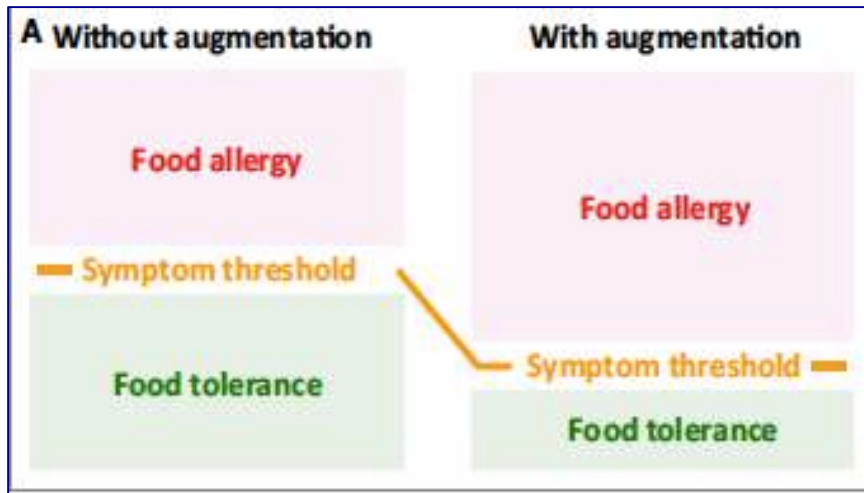 A Without augmentation
With augmentation
Food allergy
Food allergy
Symptom threshold
Symptom threshold
Food tolerance
Food tolerance